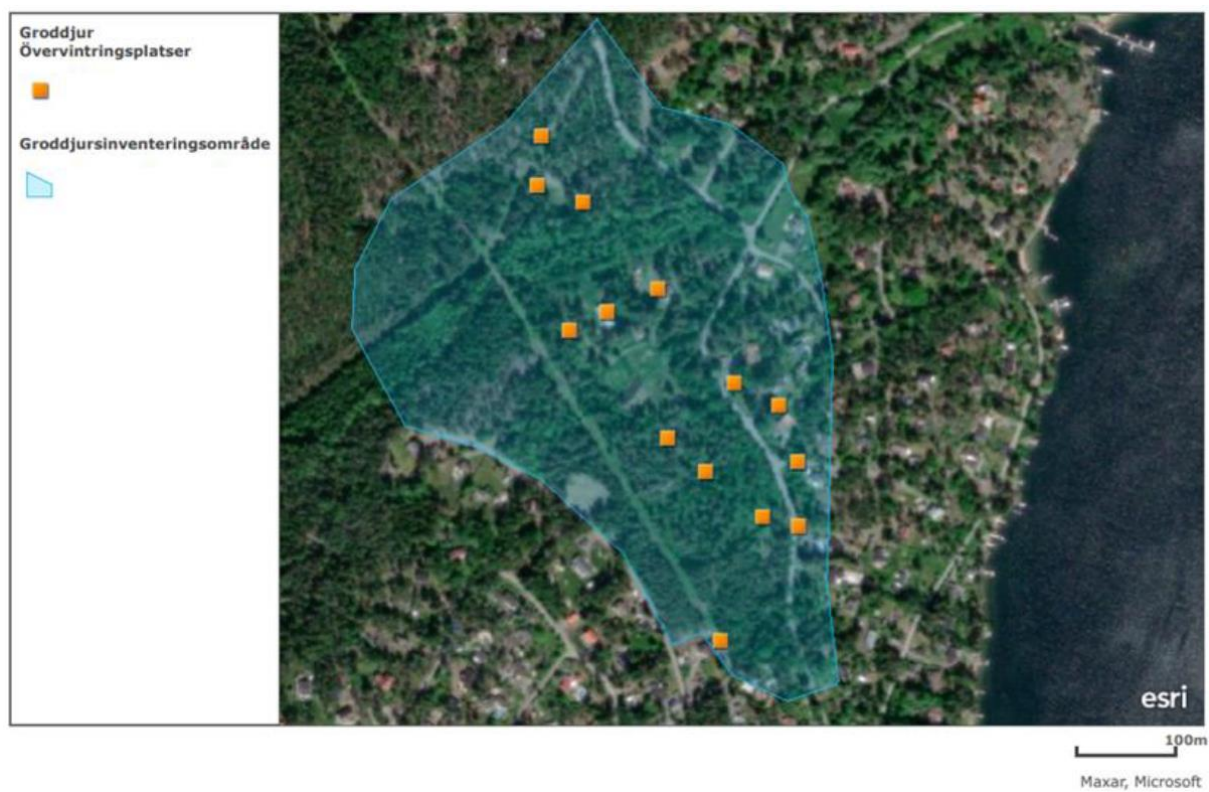 Groddjur
Övervintringsplatser
Groddjursinventeringsområde
esri
100m
Maxar, Microsoft